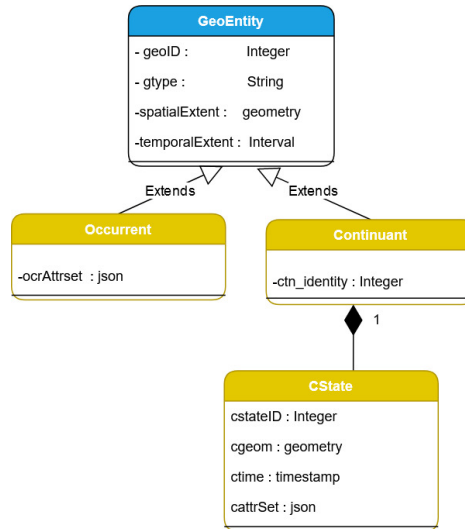 GeoEntity
- geoID : Integer
- gtype : String
-spatialExtent : geometry
-temporalExtent : Interval
Extends
Extends
Occurrent
-ocrAttrset : json
Continuant
-ctn_identity : Integer
1
CState
cstateID : Integer
cgeom : geometry
ctime : timestamp
cattrSet : json